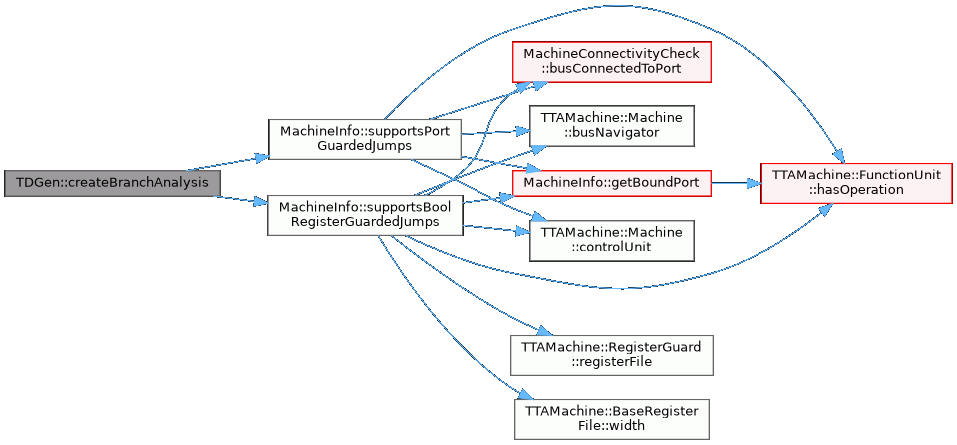 MachineConnectivityCheck
::busConnectedToPort
TTAMachine::Machine
::busNavigator
MachineInfo::supportsPort
GuardedJumps
TDGen::createBranchAnalysis
MachineInfo::getBoundPort
TTAMachine::FunctionUnit
::hasOperation
MachineInfo::supportsBool
RegisterGuardedJumps
TTAMachine::Machine
::controlUnit
TTAMachine::RegisterGuard
::registerFile
TTAMachine::BaseRegister
File::width